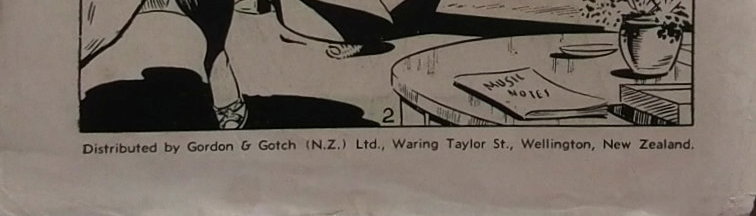 MUSIC
NOTES
2
Distributed by Gordon & Gotch (N.Z.) Ltd., Waring Taylor St., Wellington, New Zealand.